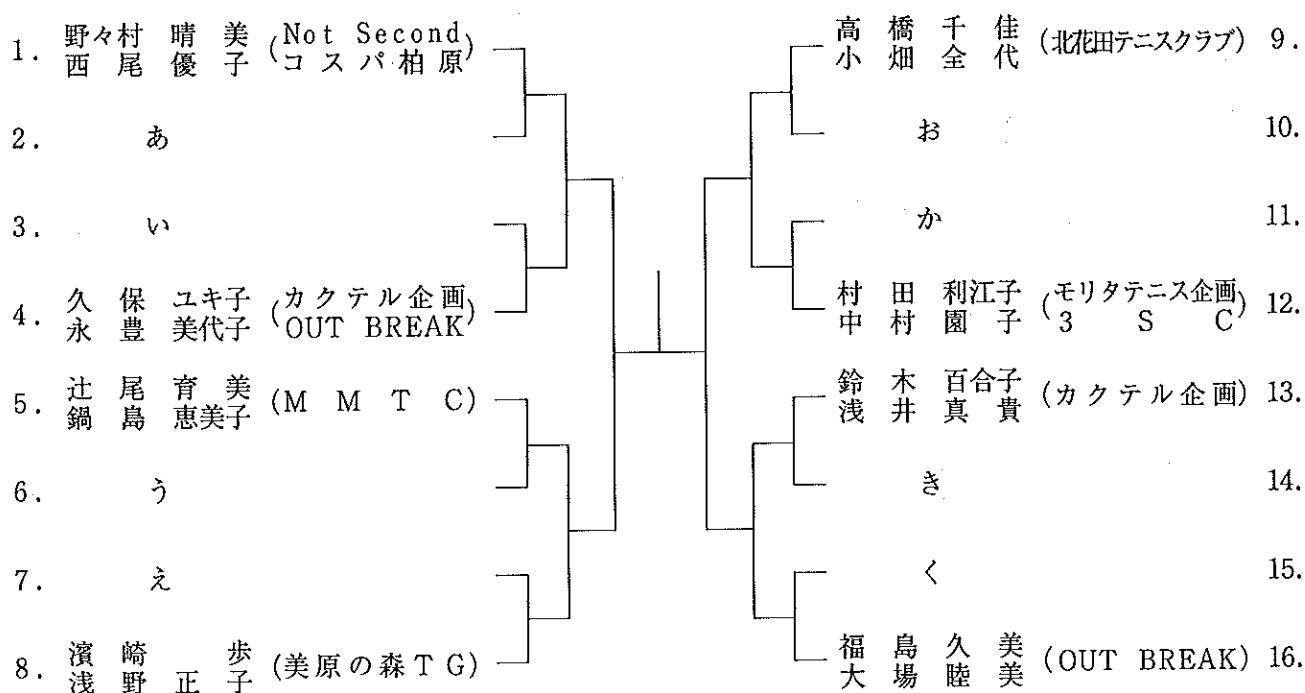 1. 野々村 晴美 (Not Second
西尾優子 コスパ柏原)
2. あ
3. い
4. 久保 ユキ子 (カクテル企画
永豊 美代子 OUT BREAK)
5. 辻尾育美 (MMTC)
鍋島 恵美子
6. う
7. え
8. 濱崎 歩 (美原の森TG)
浅野正子
高橋千佳 (北花田テニスクラブ) 9.
小畑全代
お 10.
か 11.
村田 利江子 (モリタテニス企画 12.
中村園子 3SC)
鈴木 百合子 (カクテル企画) 13.
浅井真貴
き 14.
く 15.
福島久美 (OUT BREAK) 16.
大場睦美